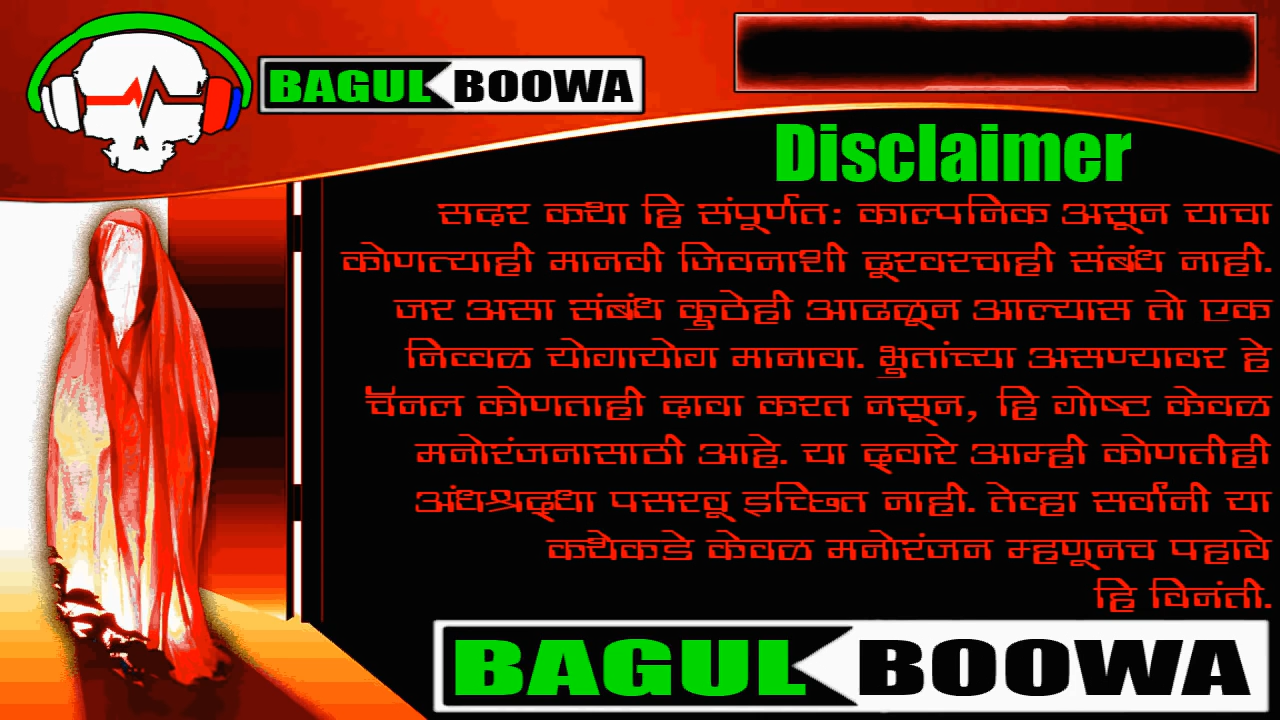 BAGUL BOOWA
Disclaimer
सदर कथा हि संपूर्णत: काल्पनिक असून याचा
कोणत्याही मानवी जिवनाशी दूरवरचाही संबंध नाही.
जर असा संबंध कुठेही आढळून आल्यास तो एक
निव्वळ योगायोग मानावा. भुतांच्या असण्यावर हे
चॅनल कोणताही दावा करत नसून, हि गोष्ट केवळ
मनोरंजनासाठी आहे. या द्वारे आम्ही कोणतीही
अंधश्रद्धा पसरवू इच्छित नाही. तेव्हा सर्वांनी या
कथेकडे केवळ मनोरंजन म्हणूनच पहावे
हि विनंती.
BAGUL BOOWA